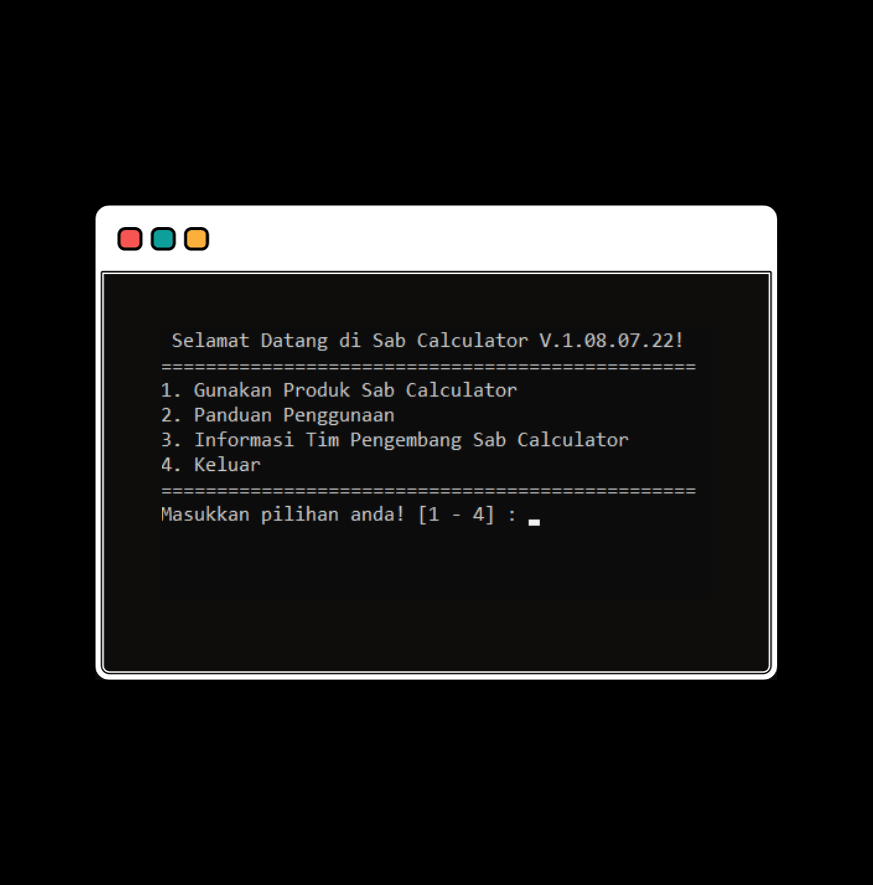 Selamat Datang di Sab Calculator V.1.08.07.22!
================================================
1. Gunakan Produk Sab Calculator
2. Panduan Penggunaan
3. Informasi Tim Pengembang Sab Calculator
4. Keluar
================================================
Masukkan pilihan anda! [1 - 4] :